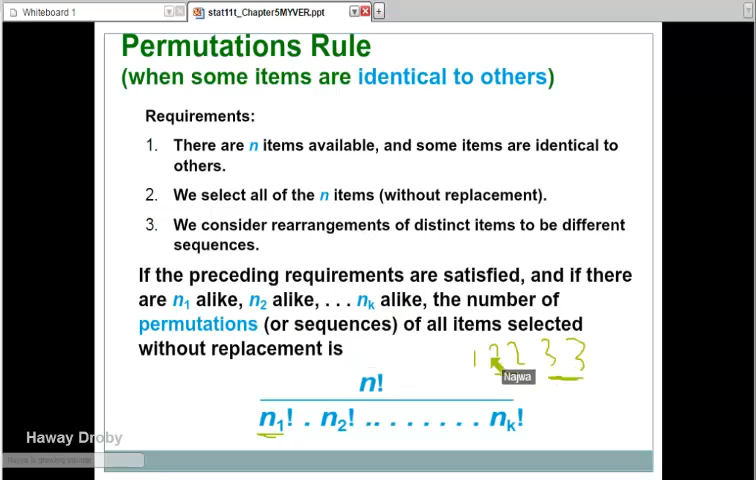 Whiteboard 1
stat11t_Chapter5MYVER.ppt
Permutations Rule
(when some items are identical to others)
Requirements:
1. There are n items available, and some items are identical to
others.
2. We select all of the n items (without replacement).
3. We consider rearrangements of distinct items to be different
sequences.
If the preceding requirements are satisfied, and if there
are n1 alike, n2 alike, . . . nk alike, the number of
permutations (or sequences) of all items selected
without replacement is
1 2 2 3 3
Najwa
n!
n1! . n2! .. . . . . . . . nk!
Haway Droby